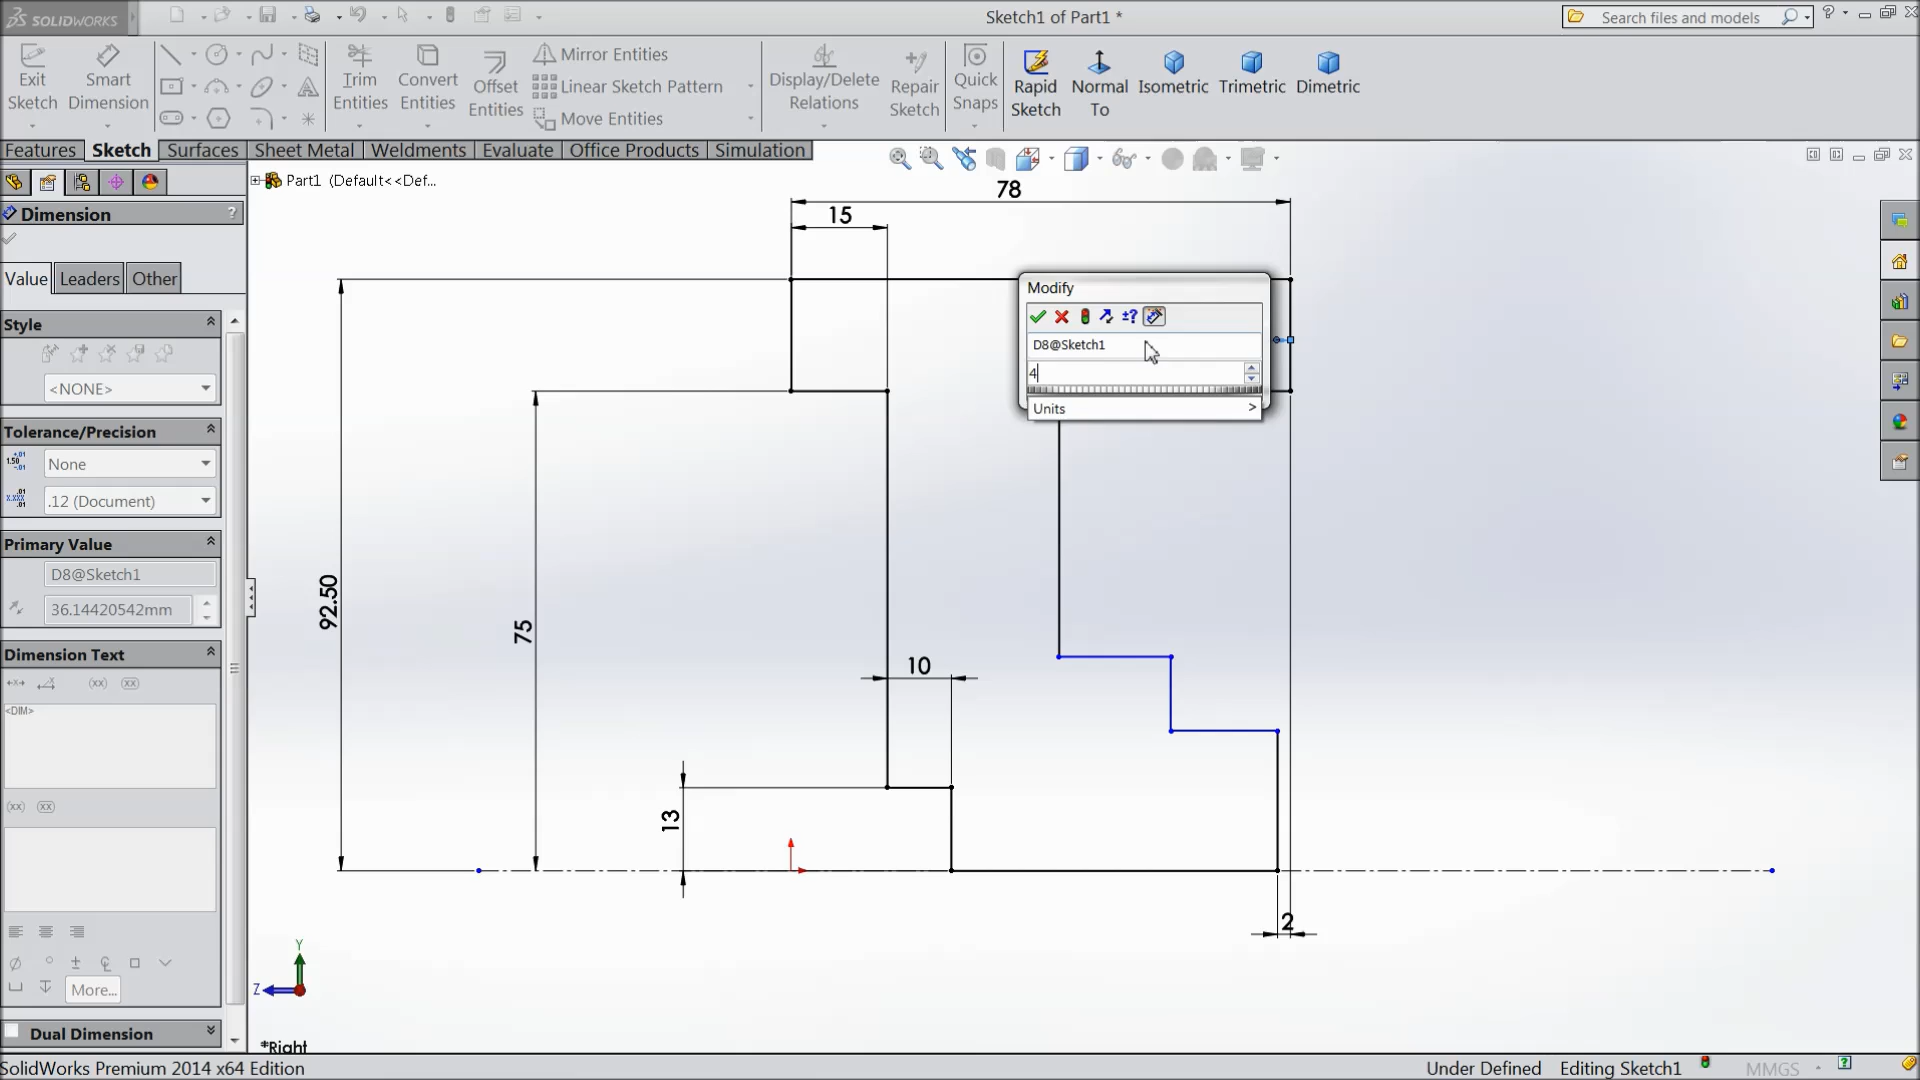 SOLIDWORKS
Sketch1 of Part1 *
Search files and models
Exit Sketch
Smart Dimension
Trim Entities
Convert Entities
Offset Entities
Mirror Entities
Linear Sketch Pattern
Move Entities
Display/Delete Relations
Repair Sketch
Quick Snaps
Rapid Sketch
Normal To
Isometric
Trimetric
Dimetric
Features
Sketch
Surfaces
Sheet Metal
Weldments
Evaluate
Office Products
Simulation
Part1 (Default<<Def...
Dimension
?
Value
Leaders
Other
Style
<NONE>
Tolerance/Precision
None
.12 (Document)
Primary Value
D8@Sketch1
36.14420542mm
Dimension Text
(xx)
(xx)
<DIM>
(xx)
(xx)
More...
Dual Dimension
78
15
92.50
75
10
13
2
Modify
±?
D8@Sketch1
4
Units >
Y
Z
*Right
SolidWorks Premium 2014 x64 Edition
Under Defined
Editing Sketch1
MMGS